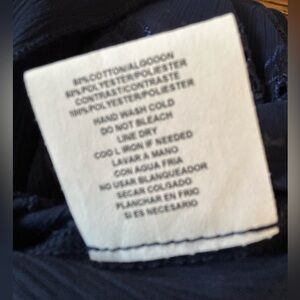 COTTON/ALGODON
POLYESTER/POLIESTER
CONTRAST/CONTRASTE
100% POLYESTER/POLIESTER
HAND WASH COLD
DO NOT BLEACH
LINE DRY
COOL IRON IF NEEDED
LAVAR A MANO
CON AGUA FRIA
NO USAR BLANQUEADOR
SECAR COLGADO
PLANCHAR EN FRIO
SI ES NECESARIO